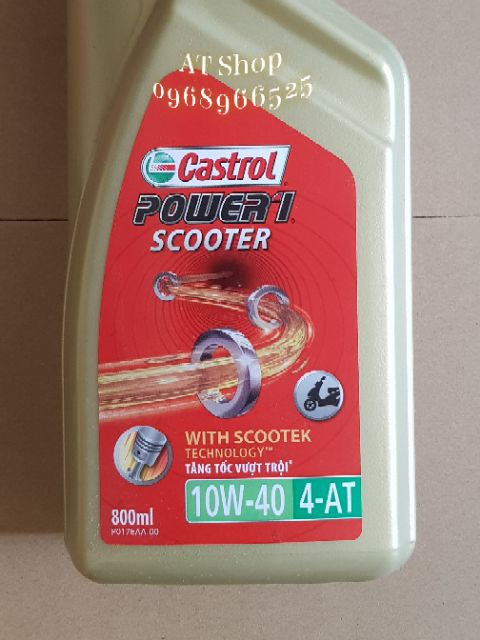 AT Shop
0968966525
Castrol
POWER1
SCOOTER
WITH SCOOTEK
TECHNOLOGY™
TĂNG TỐC VƯỢT TRỘI*
10W-40 4-AT
800ml